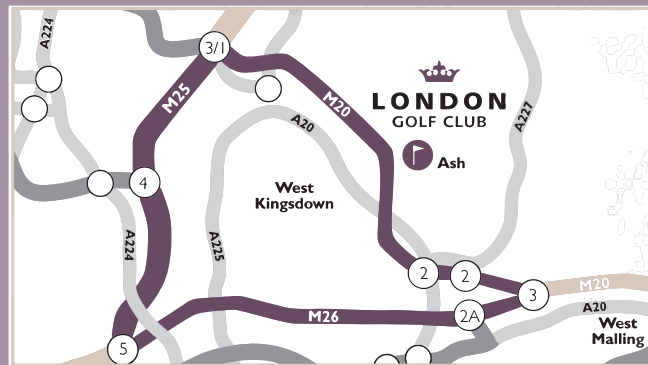 A224
3/1
M25
M20
LONDON
GOLF CLUB
A227
A20
Ash
4
West
Kingsdown
A224
A225
2
2
3
M20
A20
M26
2A
West
Malling
5